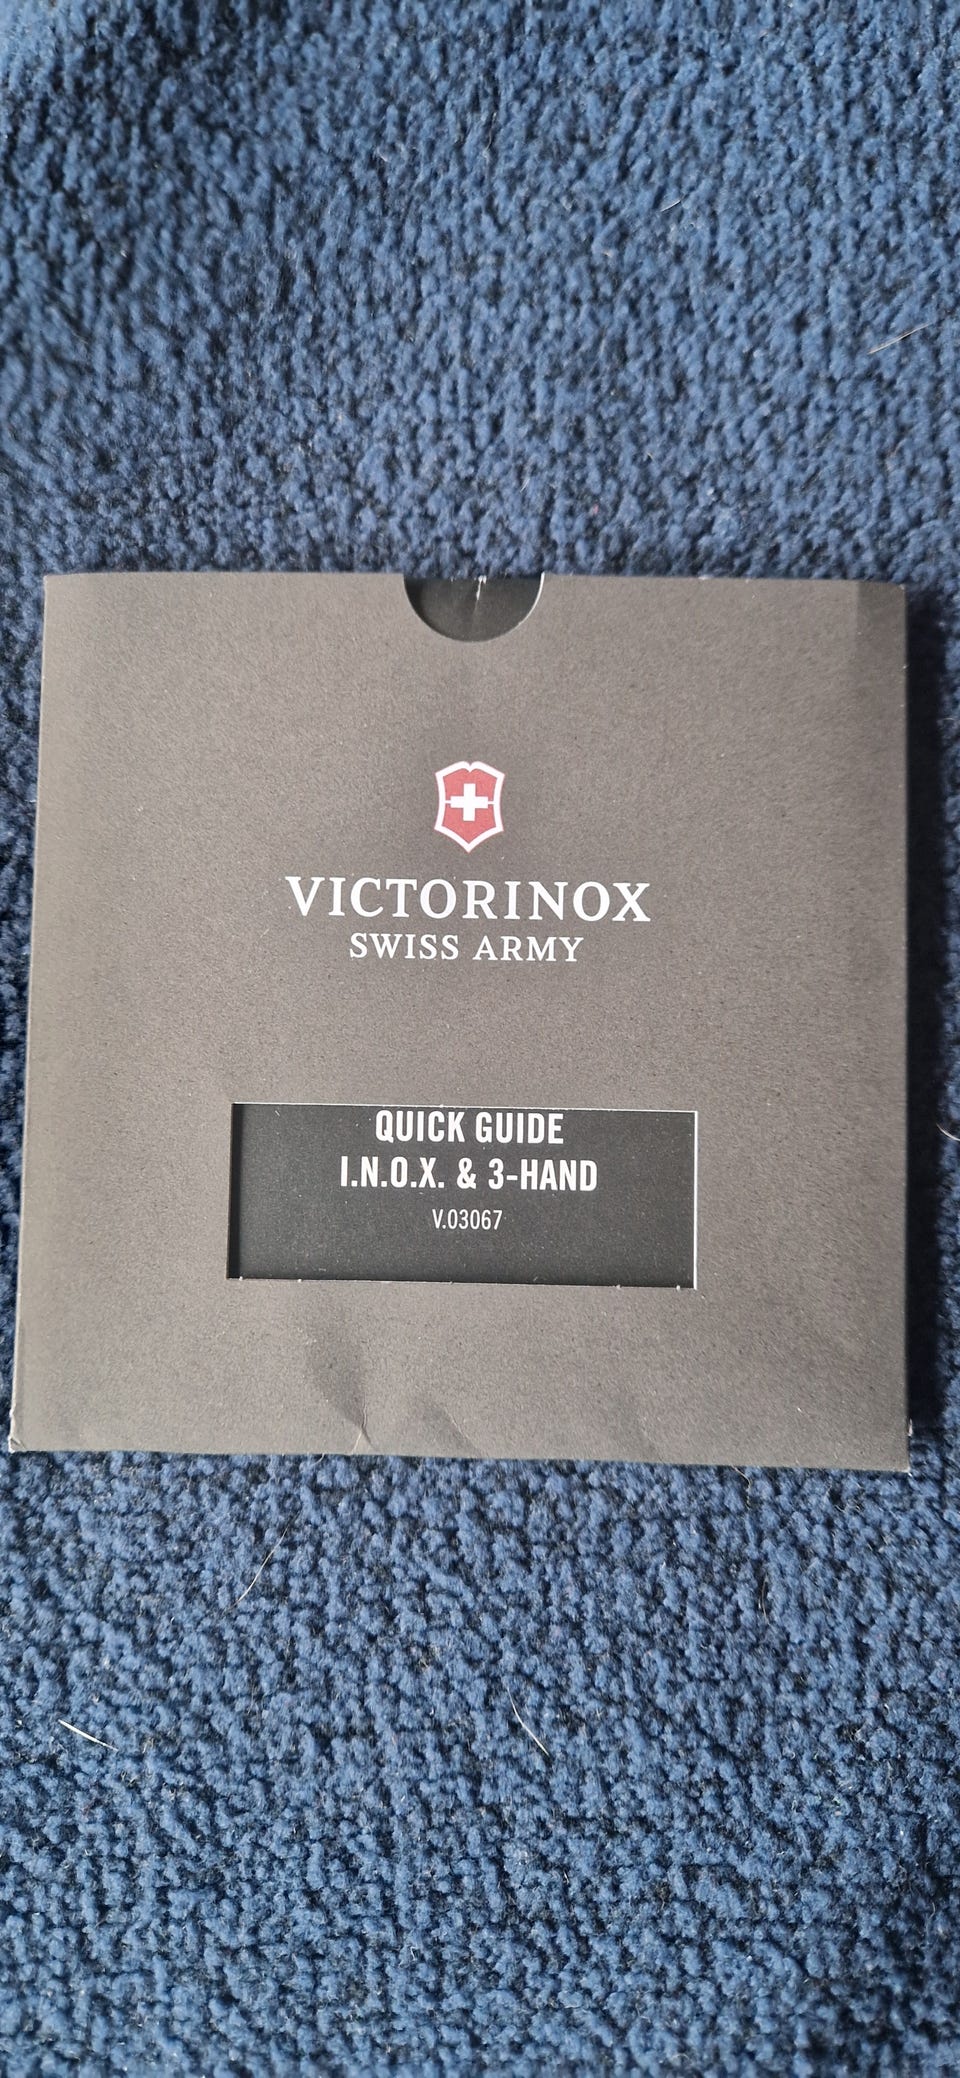 VICTORINOX
SWISS ARMY
QUICK GUIDE
I.N.O.X. & 3-HAND
V.03067